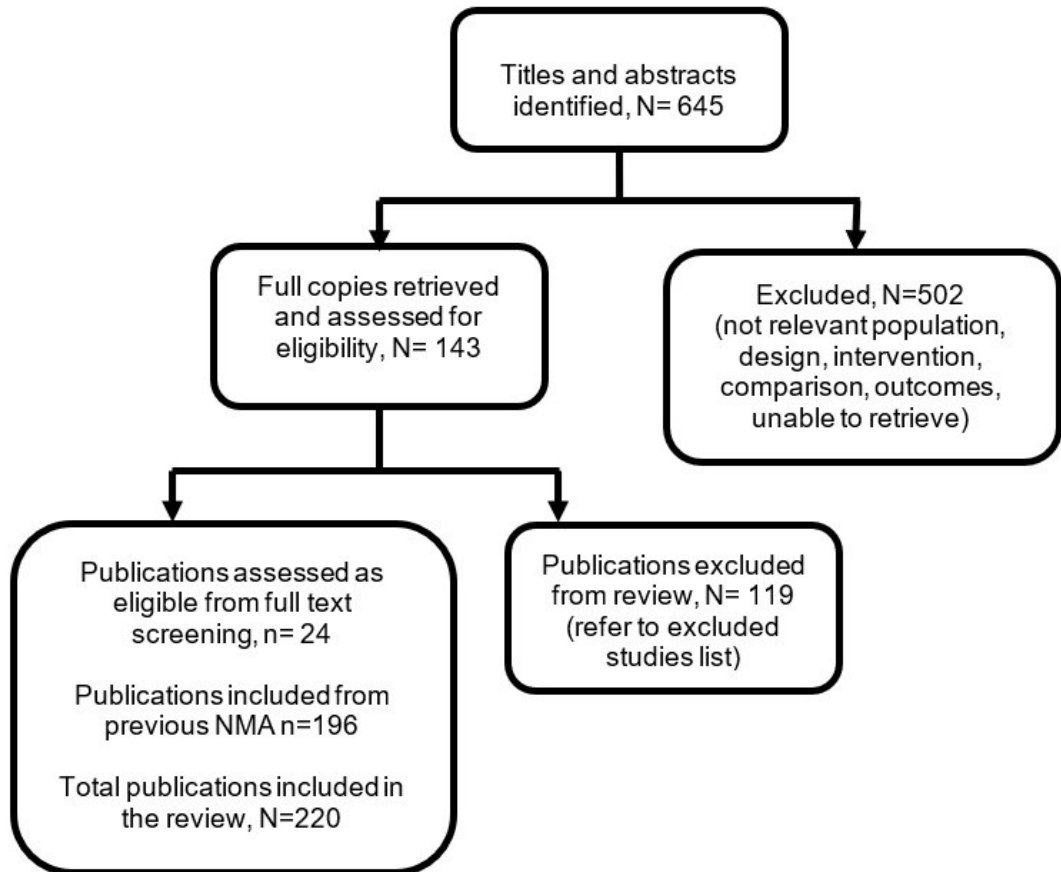 Titles and abstracts
identified, N= 645
Full copies retrieved
and assessed for
eligibility, N= 143
Excluded, N=502
(not relevant population,
design, intervention,
comparison, outcomes,
unable to retrieve)
Publications assessed as
eligible from full text
screening, n= 24
Publications included from
previous NMA n=196
Total publications included in
the review, N=220
Publications excluded
from review, N= 119
(refer to excluded
studies list)